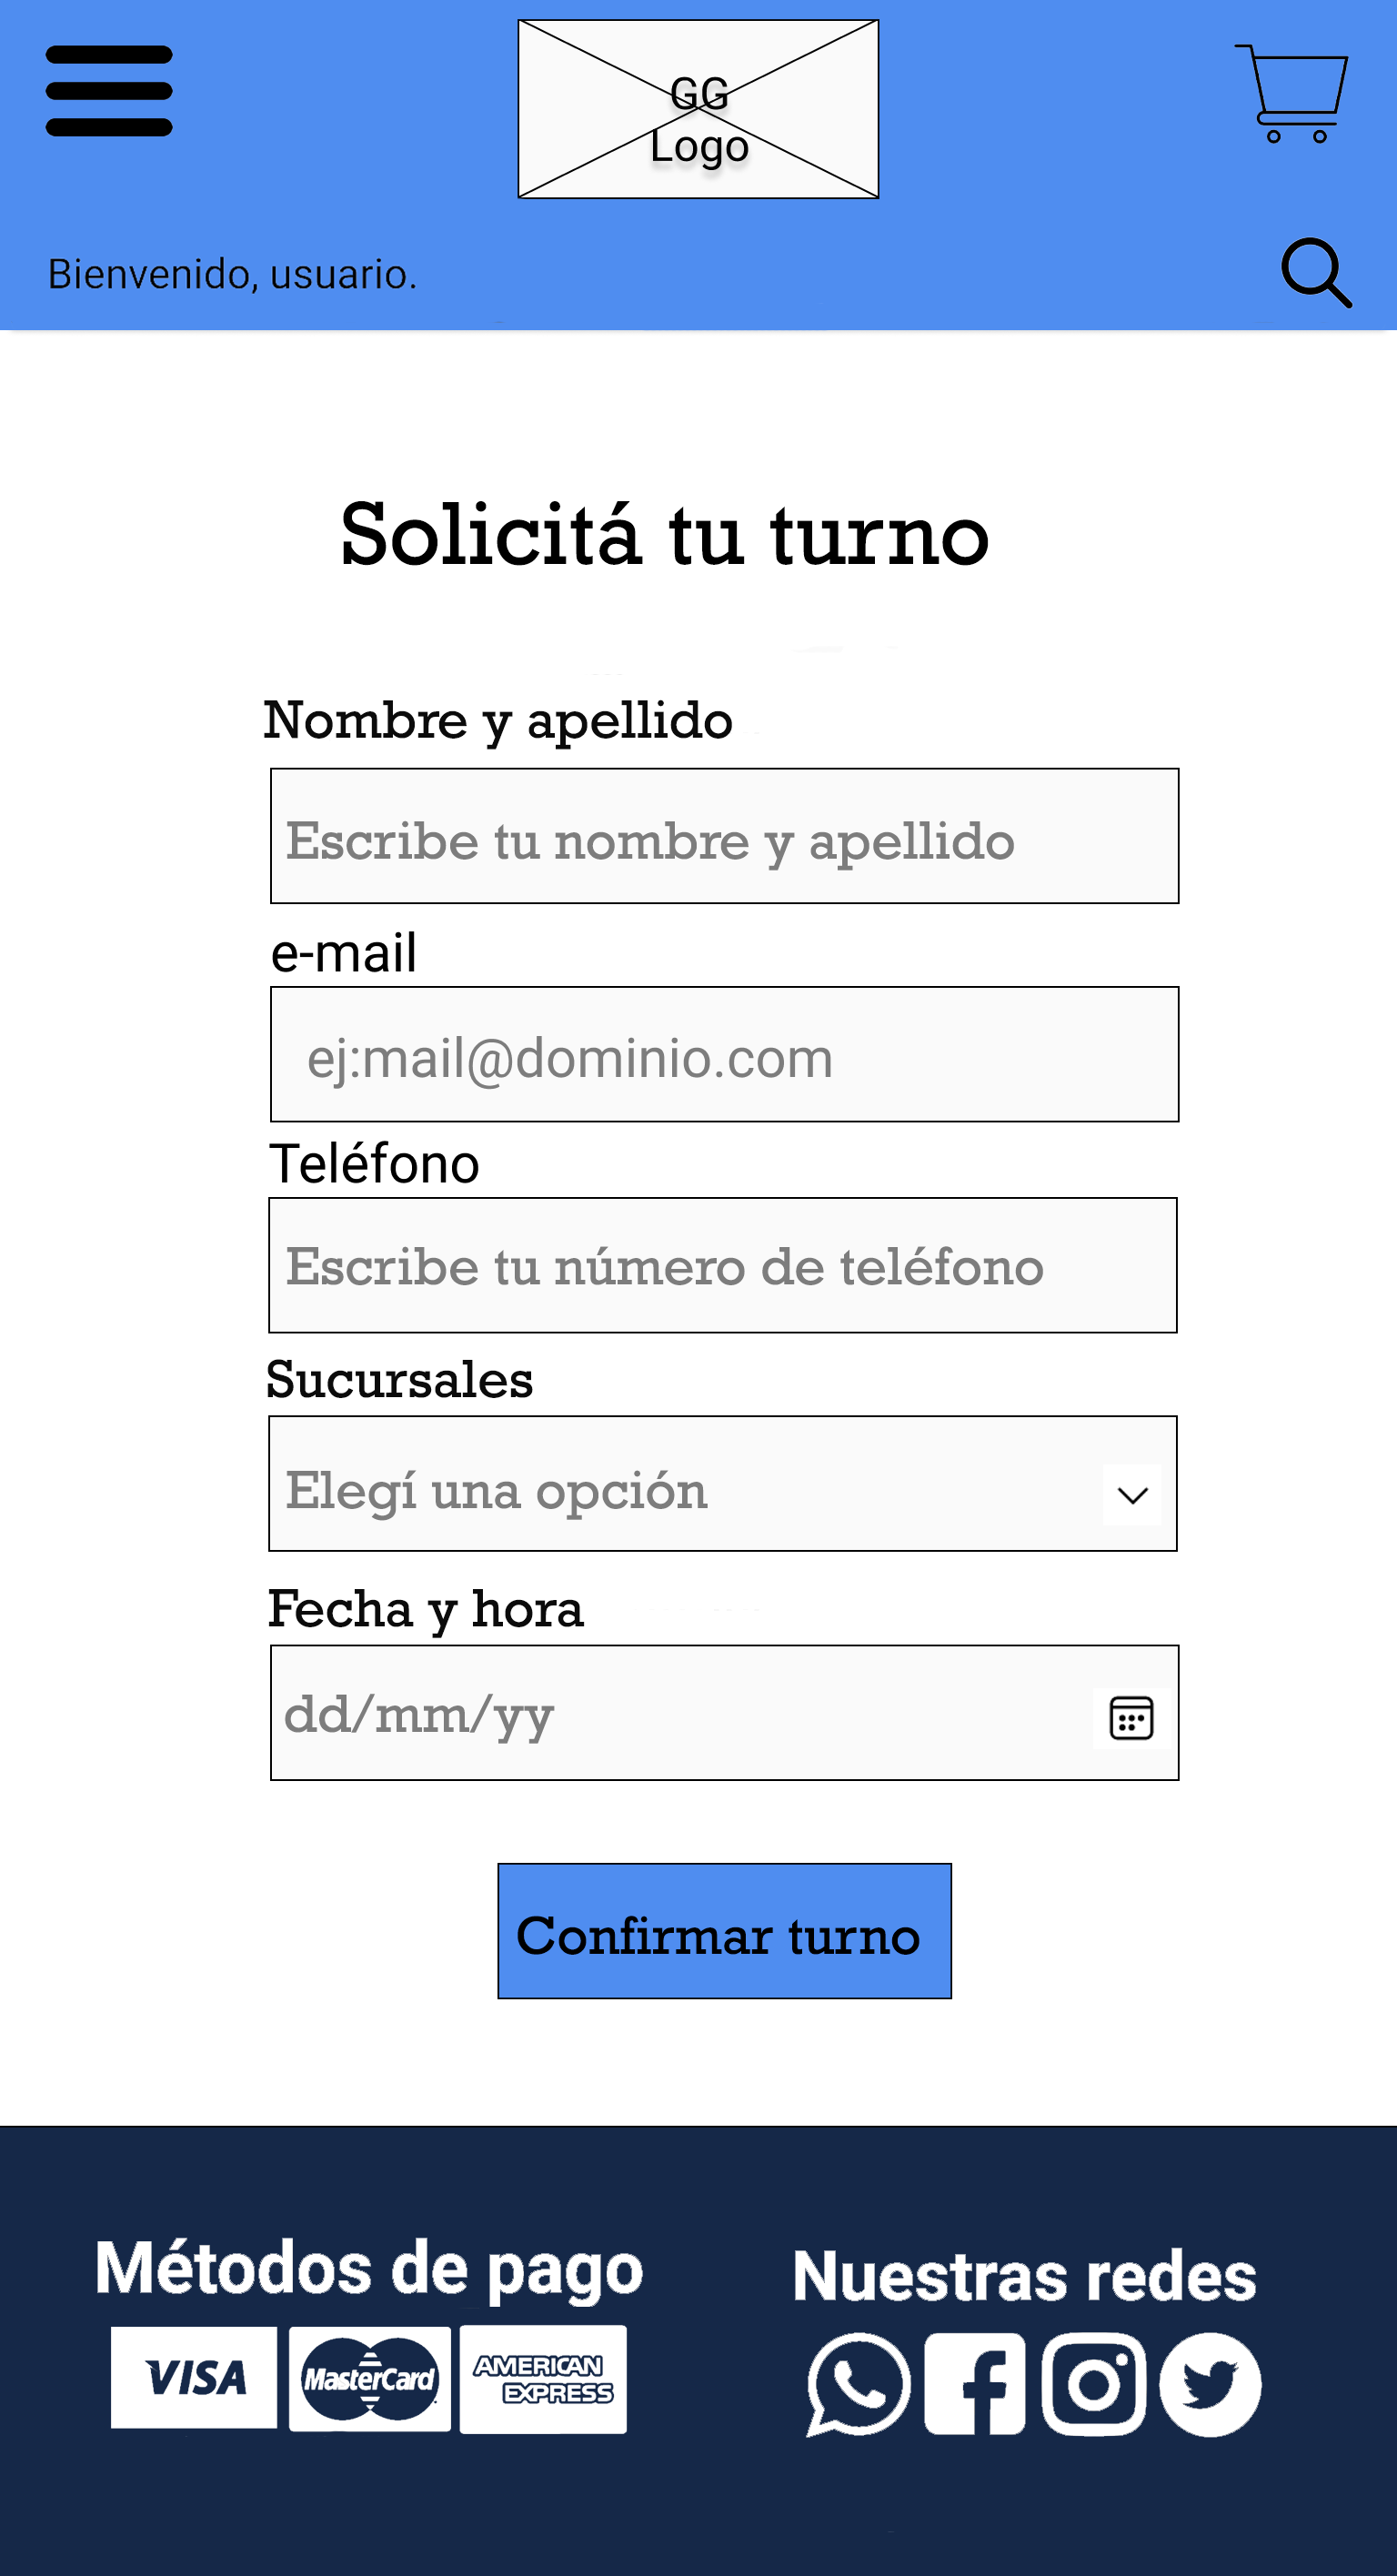 GG
Logo
Bienvenido, usuario.
Solicitá tu turno
Nombre y apellido
Escribe tu nombre y apellido
e-mail
ej:mail@dominio.com
Teléfono
Escribe tu número de teléfono
Sucursales
Elegí una opción
Fecha y hora
dd/mm/yy
Confirmar turno
Métodos de pago
Nuestras redes
VISA
MasterCard
AMERICAN
EXPRESS